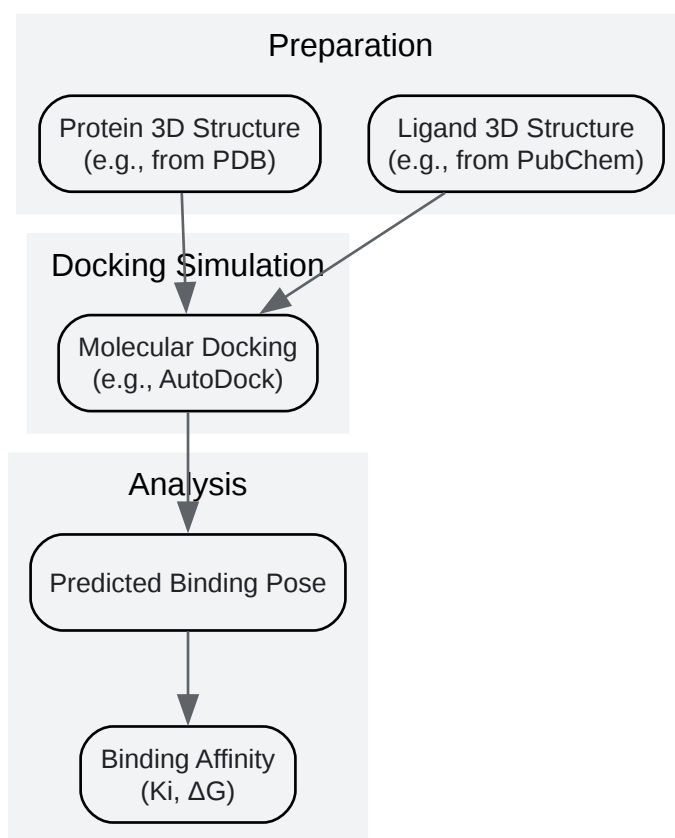 Preparation
Protein 3D Structure
(e.g., from PDB)
Ligand 3D Structure
(e.g., from PubChem)
Docking Simulation
Molecular Docking
(e.g., AutoDock)
Analysis
Predicted Binding Pose
Binding Affinity
(Ki, ΔG)